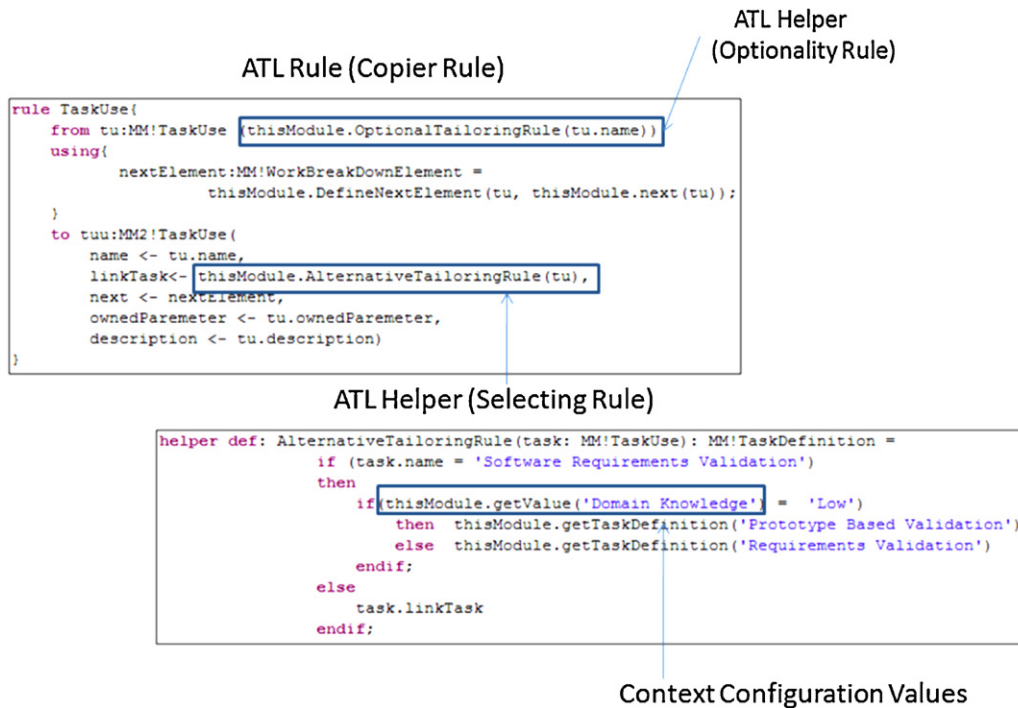 ATL Helper
(Optionality Rule)
ATL Rule (Copier Rule)
rule TaskUse{
from tu:MM!TaskUse (thisModule.OptionalTailoringRule(tu.name))
using{
nextElement:MM!WorkBreakDownElement =
thisModule.DefineNextElement(tu, thisModule.next(tu));
}
to tuu:MM2!TaskUse(
name <- tu.name,
linkTask<- thisModule.AlternativeTailoringRule(tu),
next <- nextElement,
ownedParemeter <- tu.ownedParemeter,
description <- tu.description)
}
ATL Helper (Selecting Rule)
helper def: AlternativeTailoringRule(task: MM!TaskUse): MM!TaskDefinition =
if (task.name = 'Software Requirements Validation')
then
if(thisModule.getValue('Domain Knowledge') = 'Low')
then thisModule.getTaskDefinition('Prototype Based Validation')
else thisModule.getTaskDefinition('Requirements Validation')
endif;
else
task.linkTask
endif;
Context Configuration Values